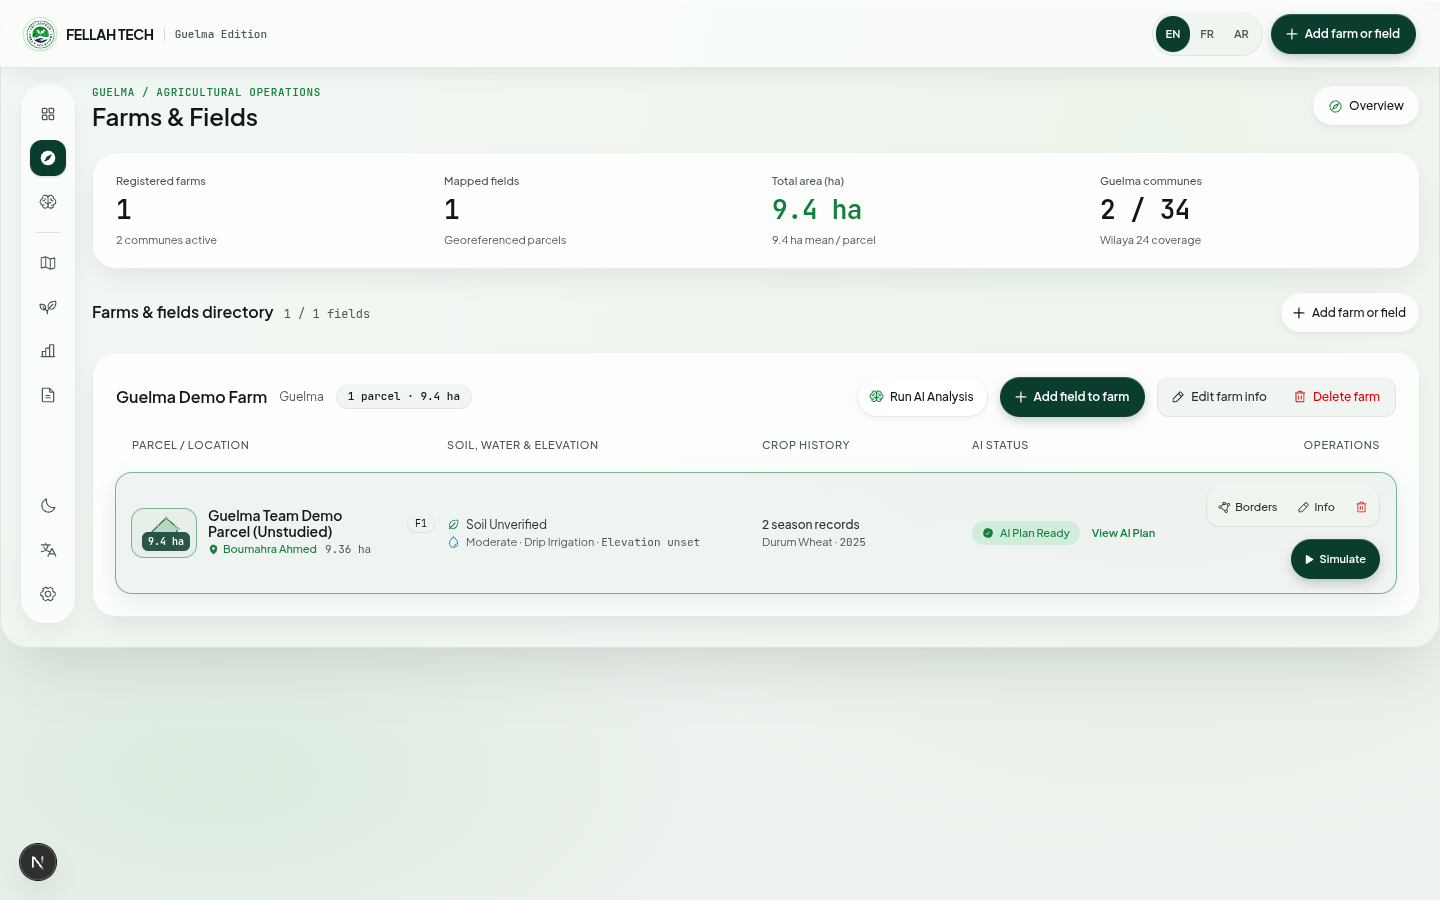 FELLAH TECH
Guelma Edition
EN FR AR
Add farm or field
GUELMA / AGRICULTURAL OPERATIONS
Farms & Fields
Overview
Registered farms
1
2 communes active
Mapped fields
1
Georeferenced parcels
Total area (ha)
9.4 ha
9.4 ha mean / parcel
Guelma communes
2 / 34
Wilaya 24 coverage
Farms & fields directory 1 / 1 fields
Add farm or field
Guelma Demo Farm Guelma 1 parcel · 9.4 ha
Run AI Analysis
Add field to farm
Edit farm info
Delete farm
PARCEL / LOCATION SOIL, WATER & ELEVATION CROP HISTORY AI STATUS OPERATIONS
9.4 ha
Guelma Team Demo
Parcel (Unstudied)
Boumahra Ahmed 9.36 ha
F1
Soil Unverified
Moderate · Drip Irrigation · Elevation unset
2 season records
Durum Wheat · 2025
AI Plan Ready
View AI Plan
Borders
Info
Simulate
N